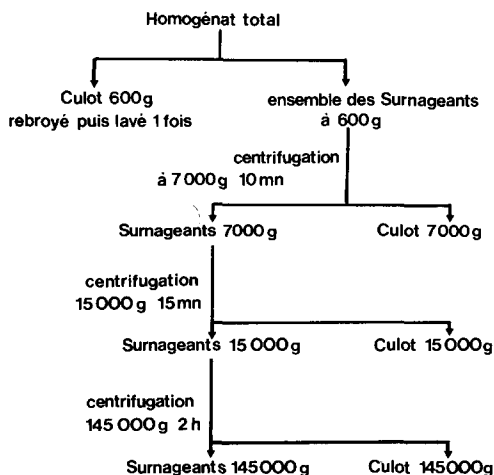 Homogénat total
Culot 600g
rebroyé puis lavé 1 fois
ensemble des Surnageants
à 600g
centrifugation
à 7000g 10mn
Surnageants 7000g
Culot 7000g
centrifugation
15000g 15mn
Surnageants 15000g
Culot 15000g
centrifugation
145000g 2h
Surnageants 145000g
Culot 145000g